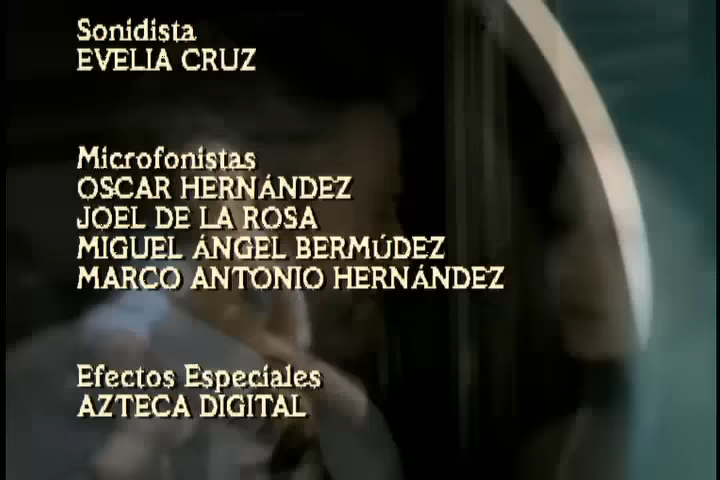 Sonidista
EVELIA CRUZ
Microfonistas
OSCAR HERNÁNDEZ
JOEL DE LA ROSA
MIGUEL ÁNGEL BERMÚDEZ
MARCO ANTONIO HERNÁNDEZ
Efectos Especiales
AZTECA DIGITAL